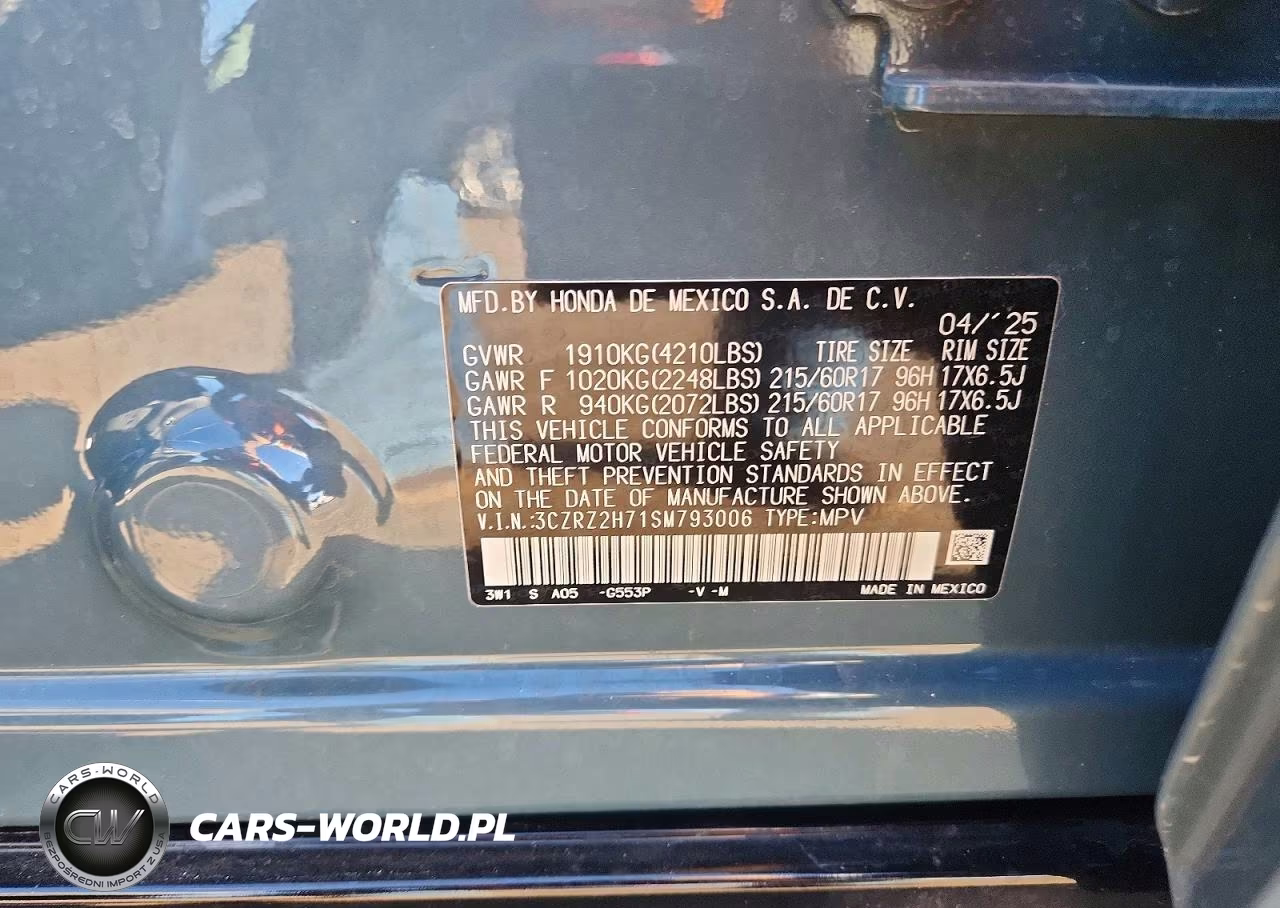 MFD.BY HONDA DE MEXICO S.A. DE C.V.
04/´25
GVWR 1910KG(4210LBS) TIRE SIZE RIM SIZE
GAWR F 1020KG(2248LBS) 215/60R17 96H 17X6.5J
GAWR R 940KG(2072LBS) 215/60R17 96H 17X6.5J
THIS VEHICLE CONFORMS TO ALL APPLICABLE
FEDERAL MOTOR VEHICLE SAFETY
AND THEFT PREVENTION STANDARDS IN EFFECT
ON THE DATE OF MANUFACTURE SHOWN ABOVE.
V.I.N.:3CZRZ2H71SM793006 TYPE:MPV
3W1 S A05 -G553P -V -M MADE IN MEXICO
CARS-WORLD
CW
BEZPOŚREDNI IMPORT Z USA
CARS-WORLD.PL